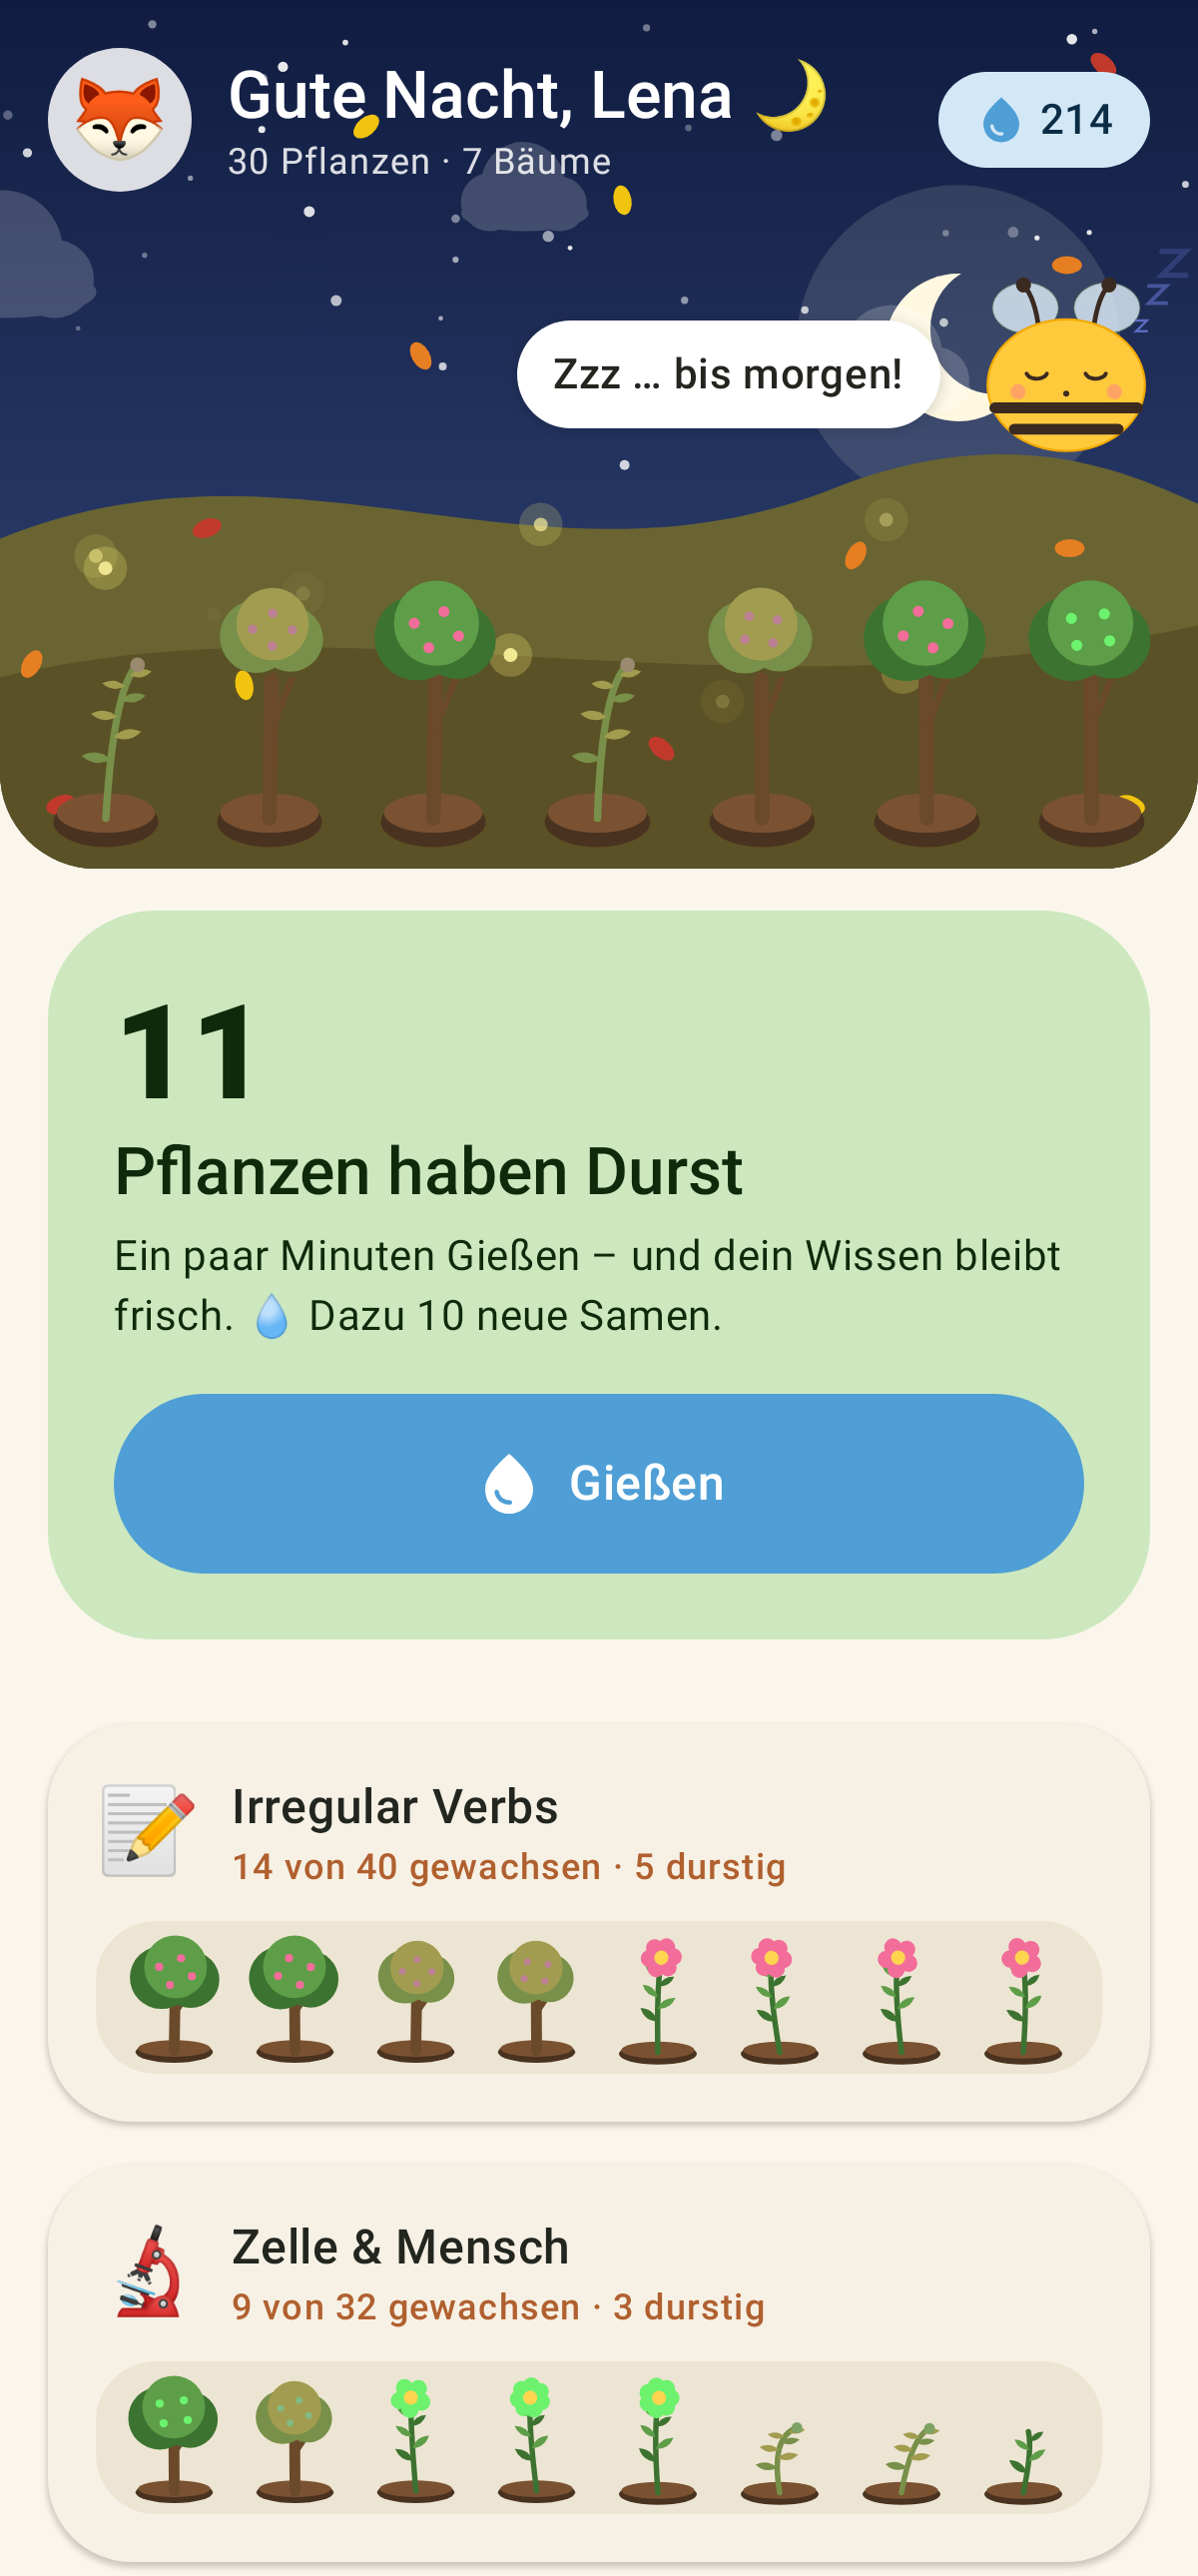 Gute Nacht, Lena 🌙
30 Pflanzen · 7 Bäume
214
Z
Z
Z
Zzz … bis morgen!
11
Pflanzen haben Durst
Ein paar Minuten Gießen – und dein Wissen bleibt
frisch. 💧 Dazu 10 neue Samen.
Gießen
Irregular Verbs
14 von 40 gewachsen · 5 durstig
Zelle & Mensch
9 von 32 gewachsen · 3 durstig